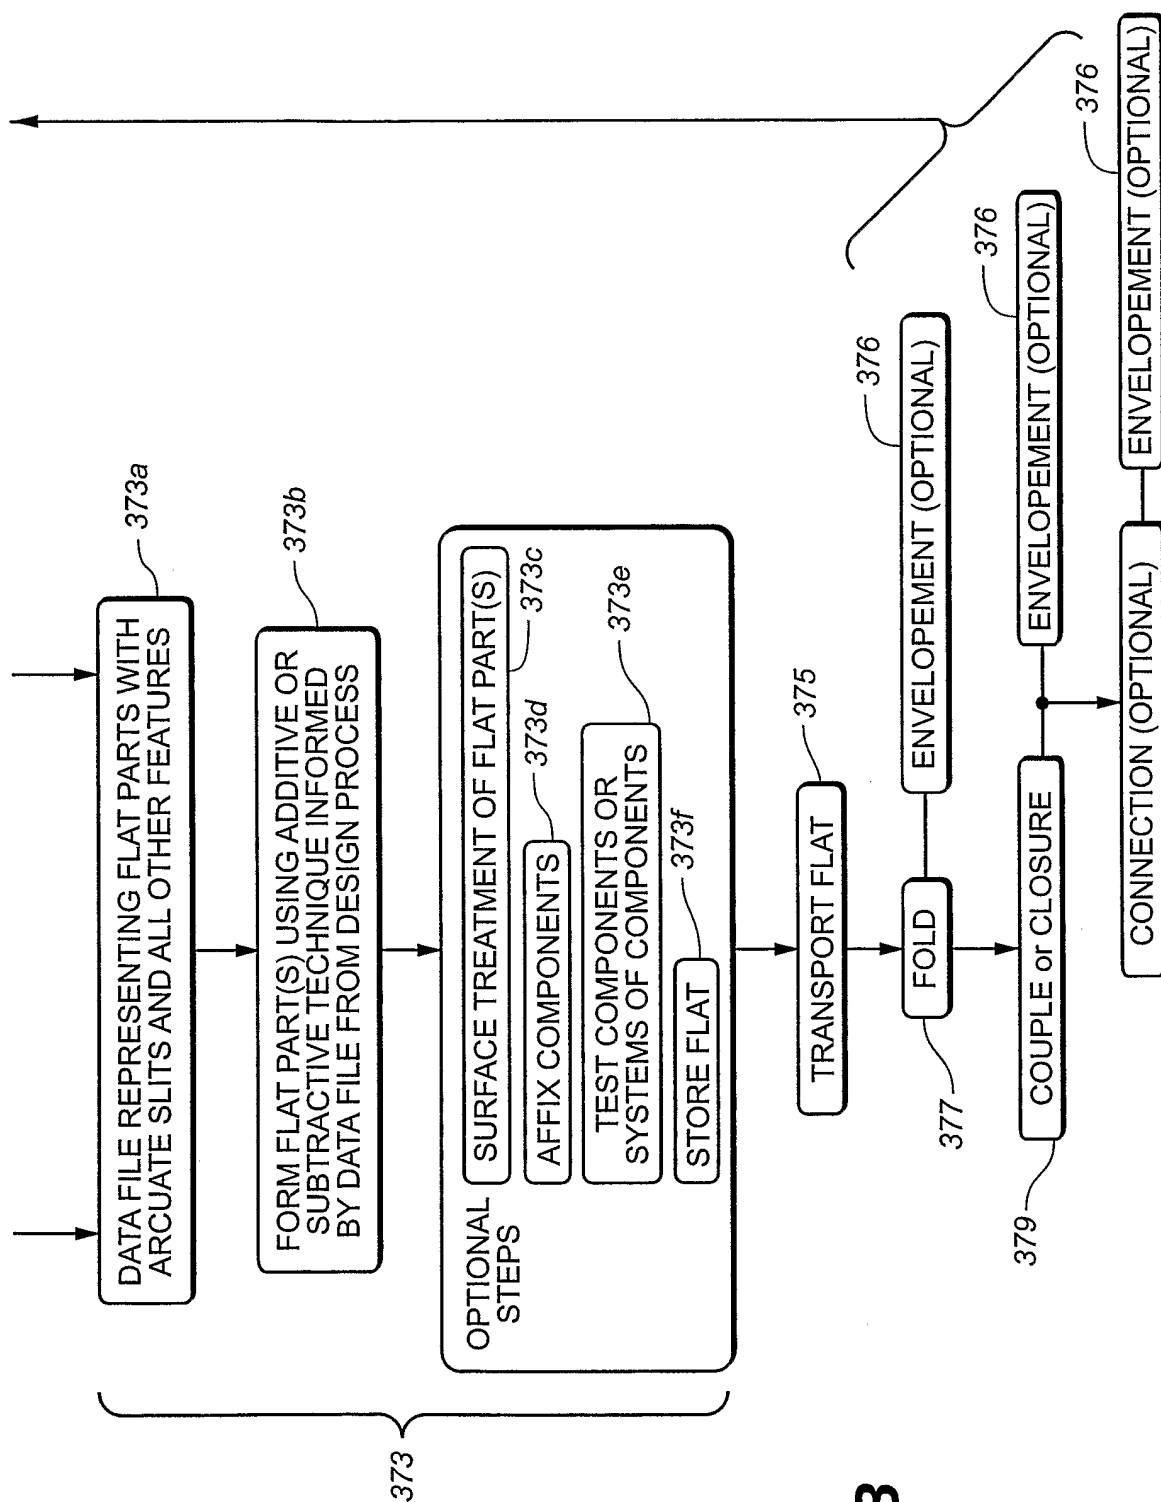 373a
DATA FILE REPRESENTING FLAT PARTS WITH
ARCUATE SLITS AND ALL OTHER FEATURES
373b
FORM FLAT PART(S) USING ADDITIVE OR
SUBTRACTIVE TECHNIQUE INFORMED
BY DATA FILE FROM DESIGN PROCESS
373
OPTIONAL
STEPS
SURFACE TREATMENT OF FLAT PART(S)
373c
AFFIX COMPONENTS
373d
TEST COMPONENTS OR
SYSTEMS OF COMPONENTS
373e
STORE FLAT
373f
TRANSPORT FLAT
375
FOLD
377
ENVELOPEMENT (OPTIONAL)
376
COUPLE or CLOSURE
379
ENVELOPEMENT (OPTIONAL)
376
CONNECTION (OPTIONAL)
ENVELOPEMENT (OPTIONAL)
376